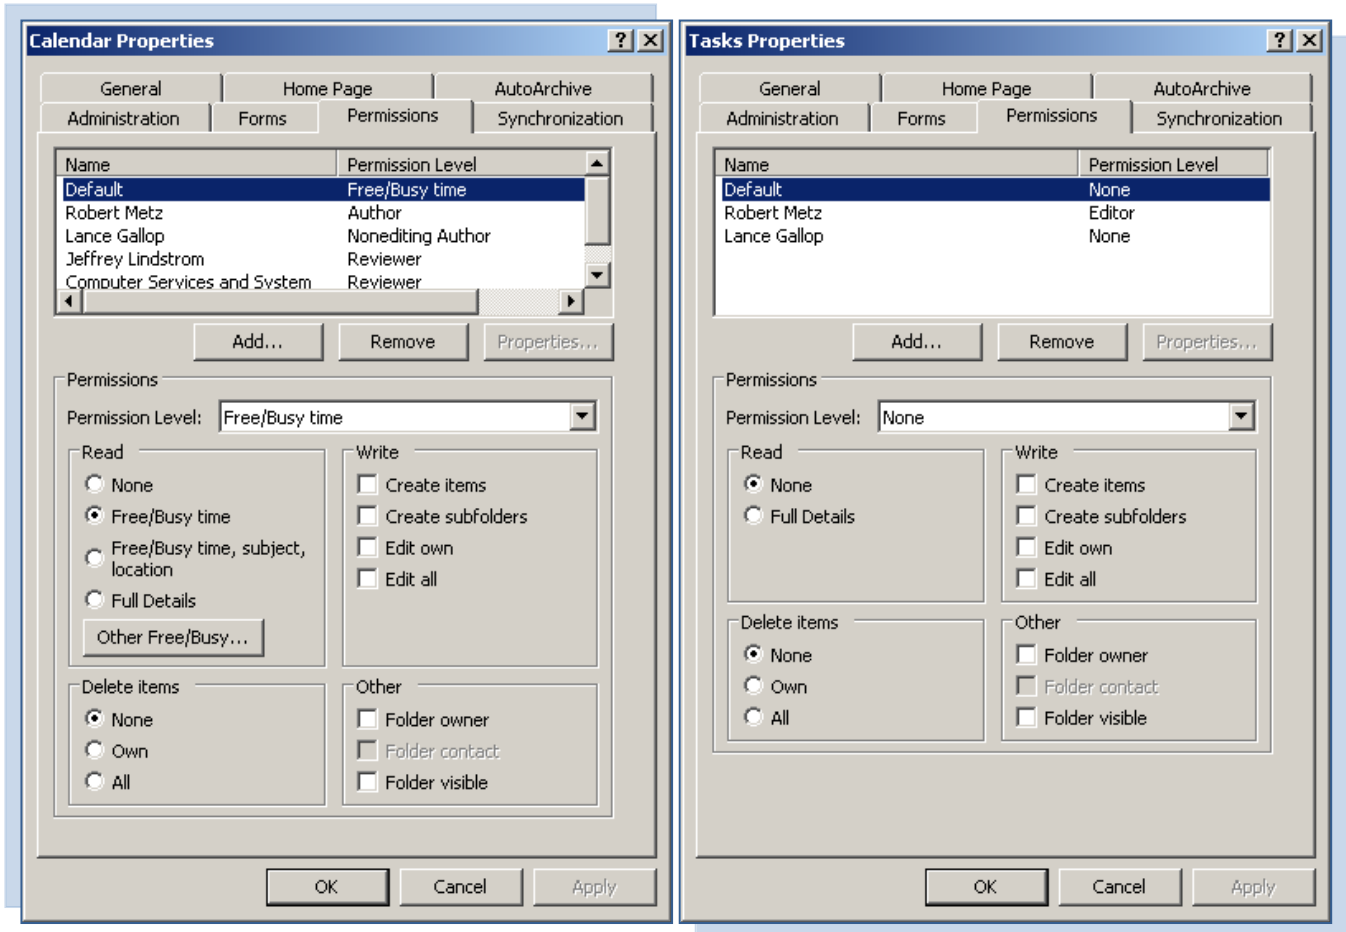 Calendar Properties
General Home Page AutoArchive
Administration Forms Permissions Synchronization
Name Permission Level
Default Free/Busy time
Robert Metz Author
Lance Gallop Nonediting Author
Jeffrey Lindstrom Reviewer
Computer Services and System Reviewer
Add... Remove Properties...
Permissions
Permission Level: Free/Busy time
Read
None
Free/Busy time
Free/Busy time, subject,
location
Full Details
Other Free/Busy...
Write
Create items
Create subfolders
Edit own
Edit all
Delete items
None
Own
All
Other
Folder owner
Folder contact
Folder visible
OK Cancel Apply
Tasks Properties
General Home Page AutoArchive
Administration Forms Permissions Synchronization
Name Permission Level
Default None
Robert Metz Editor
Lance Gallop None
Add... Remove Properties...
Permissions
Permission Level: None
Read
None
Full Details
Write
Create items
Create subfolders
Edit own
Edit all
Delete items
None
Own
All
Other
Folder owner
Folder contact
Folder visible
OK Cancel Apply